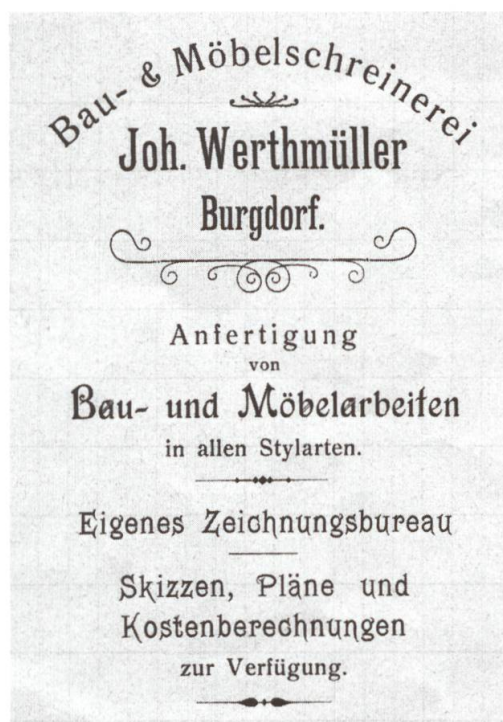 Bau- & Möbelschreinerei
Joh. Werthmüller
Burgdorf.
Anfertigung
von
Bau- und Möbelarbeiten
in allen Stylarten.
Eigenes Zeichnungsbureau
Skizzen, Pläne und
Kostenberechnungen
zur Verfügung.